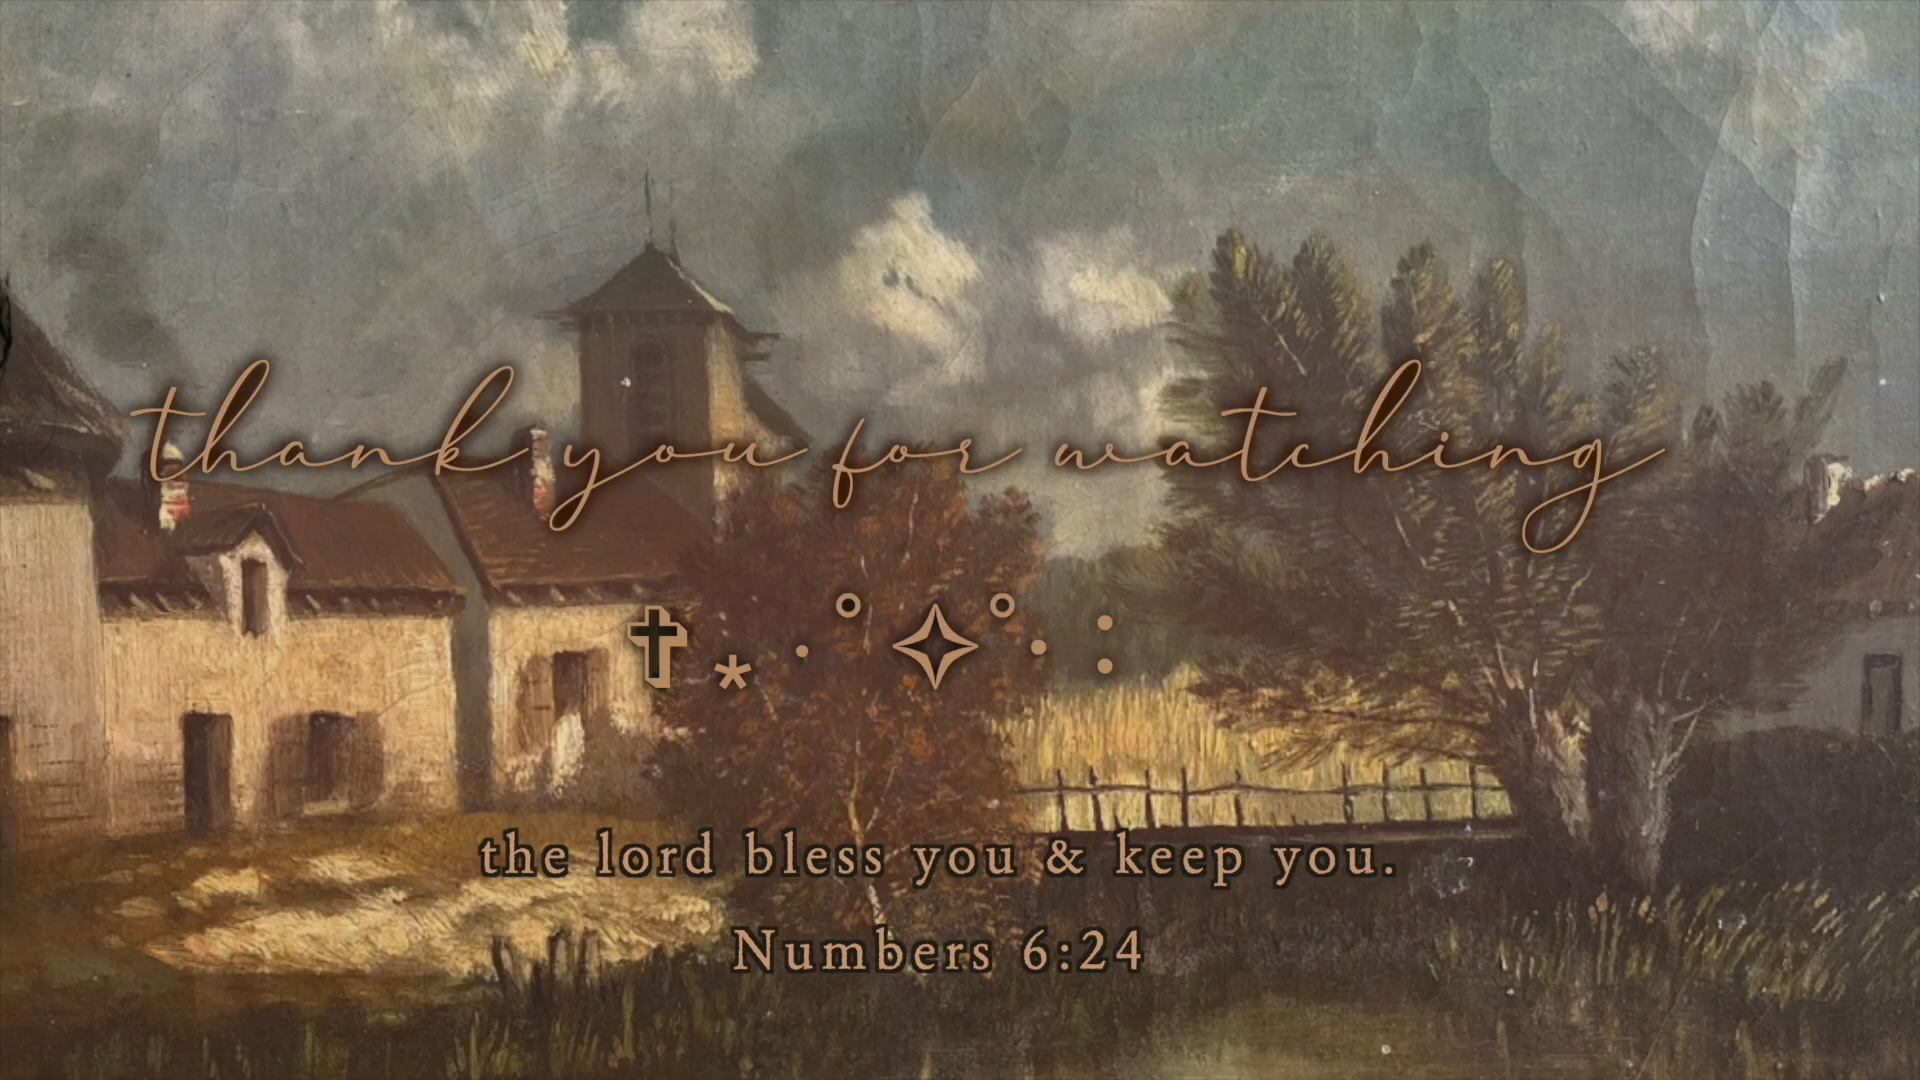 thank you for watching
✞ ⁎ · ° ✧ ° · :
the lord bless you & keep you.
Numbers 6:24